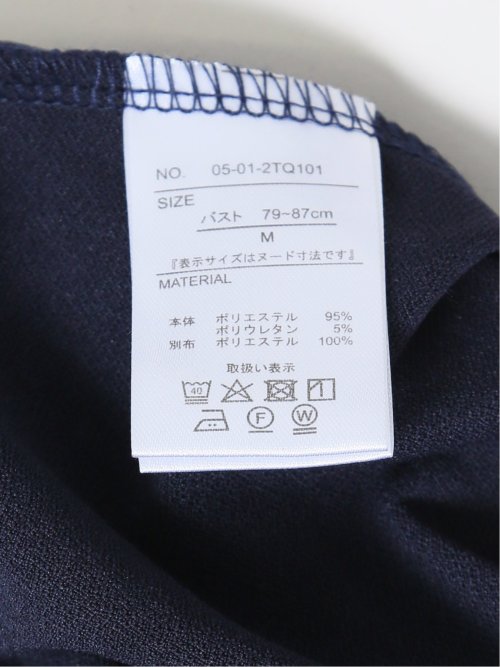 NO. 05-01-2TQ101
SIZE
バスト 79~87cm
M
『表示サイズはヌード寸法です』
MATERIAL
本体 ポリエステル 95%
ポリウレタン 5%
別布 ポリエステル 100%
取扱い表示
40
F W